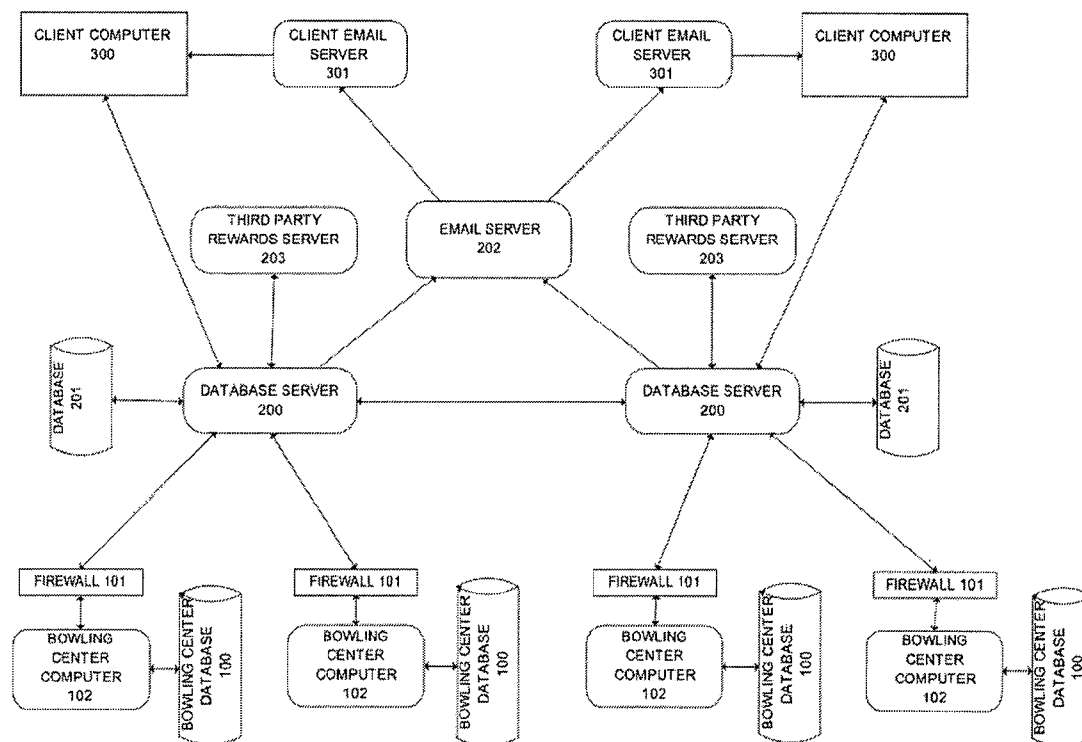 CLIENT COMPUTER
300
CLIENT EMAIL
SERVER
301
CLIENT EMAIL
SERVER
301
CLIENT COMPUTER
300
THIRD PARTY
REWARDS SERVER
203
EMAIL SERVER
202
THIRD PARTY
REWARDS SERVER
203
DATABASE
201
DATABASE SERVER
200
DATABASE SERVER
200
DATABASE
201
FIREWALL 101
BOWLING
CENTER
COMPUTER
102
BOWLING CENTER
DATABASE
100
FIREWALL 101
BOWLING
CENTER
COMPUTER
102
BOWLING CENTER
DATABASE
100
FIREWALL 101
BOWLING
CENTER
COMPUTER
102
BOWLING CENTER
DATABASE
100
FIREWALL 101
BOWLING
CENTER
COMPUTER
102
BOWLING CENTER
DATABASE
100